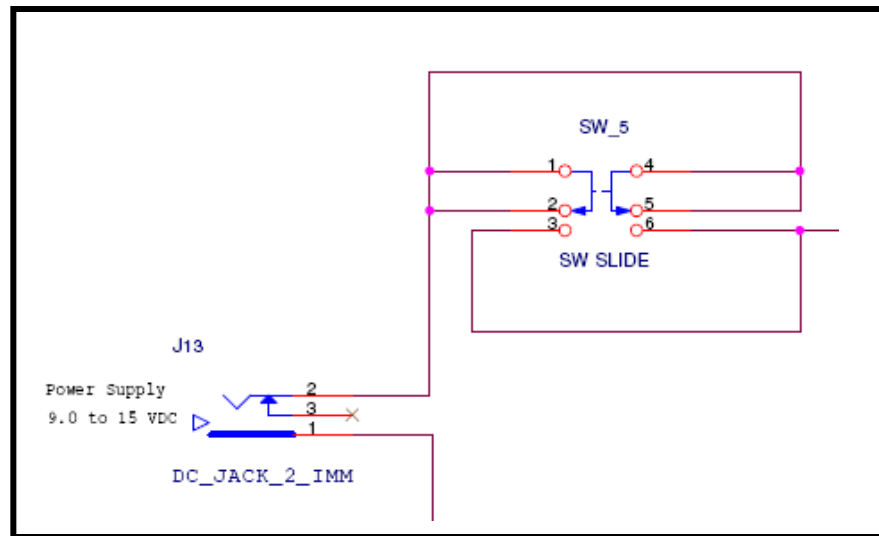 SW_5
1 4
2 5
3 6
SW SLIDE
J13
Power Supply
9.0 to 15 VDC
2
3
1
DC_JACK_2_IMM